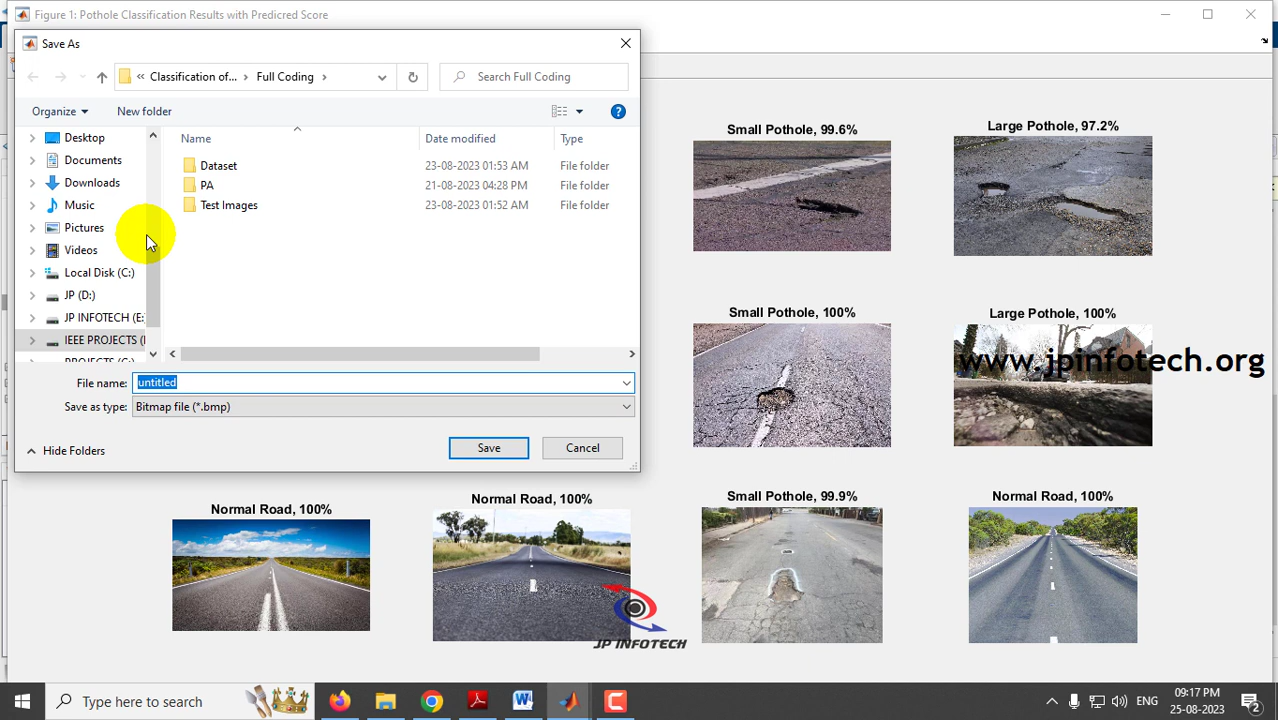 Figure 1: Pothole Classification Results with Predicred Score
Save As
« Classification of... > Full Coding >
Search Full Coding
Organize
New folder
Name
Date modified
Type
Desktop
Documents
Downloads
Music
Pictures
Videos
Local Disk (C:)
JP (D:)
JP INFOTECH (E:
IEEE PROJECTS (
PROJECTS (G:)
Dataset 23-08-2023 01:53 AM File folder
PA 21-08-2023 04:28 PM File folder
Test Images 23-08-2023 01:52 AM File folder
File name: untitled
Save as type: Bitmap file (*.bmp)
Hide Folders
Save
Cancel
Small Pothole, 99.6%
Large Pothole, 97.2%
Small Pothole, 100%
Large Pothole, 100%
www.jpinfotech.org
Normal Road, 100%
Normal Road, 100%
Small Pothole, 99.9%
Normal Road, 100%
JP INFOTECH
Type here to search
ENG
09:17 PM
25-08-2023
2